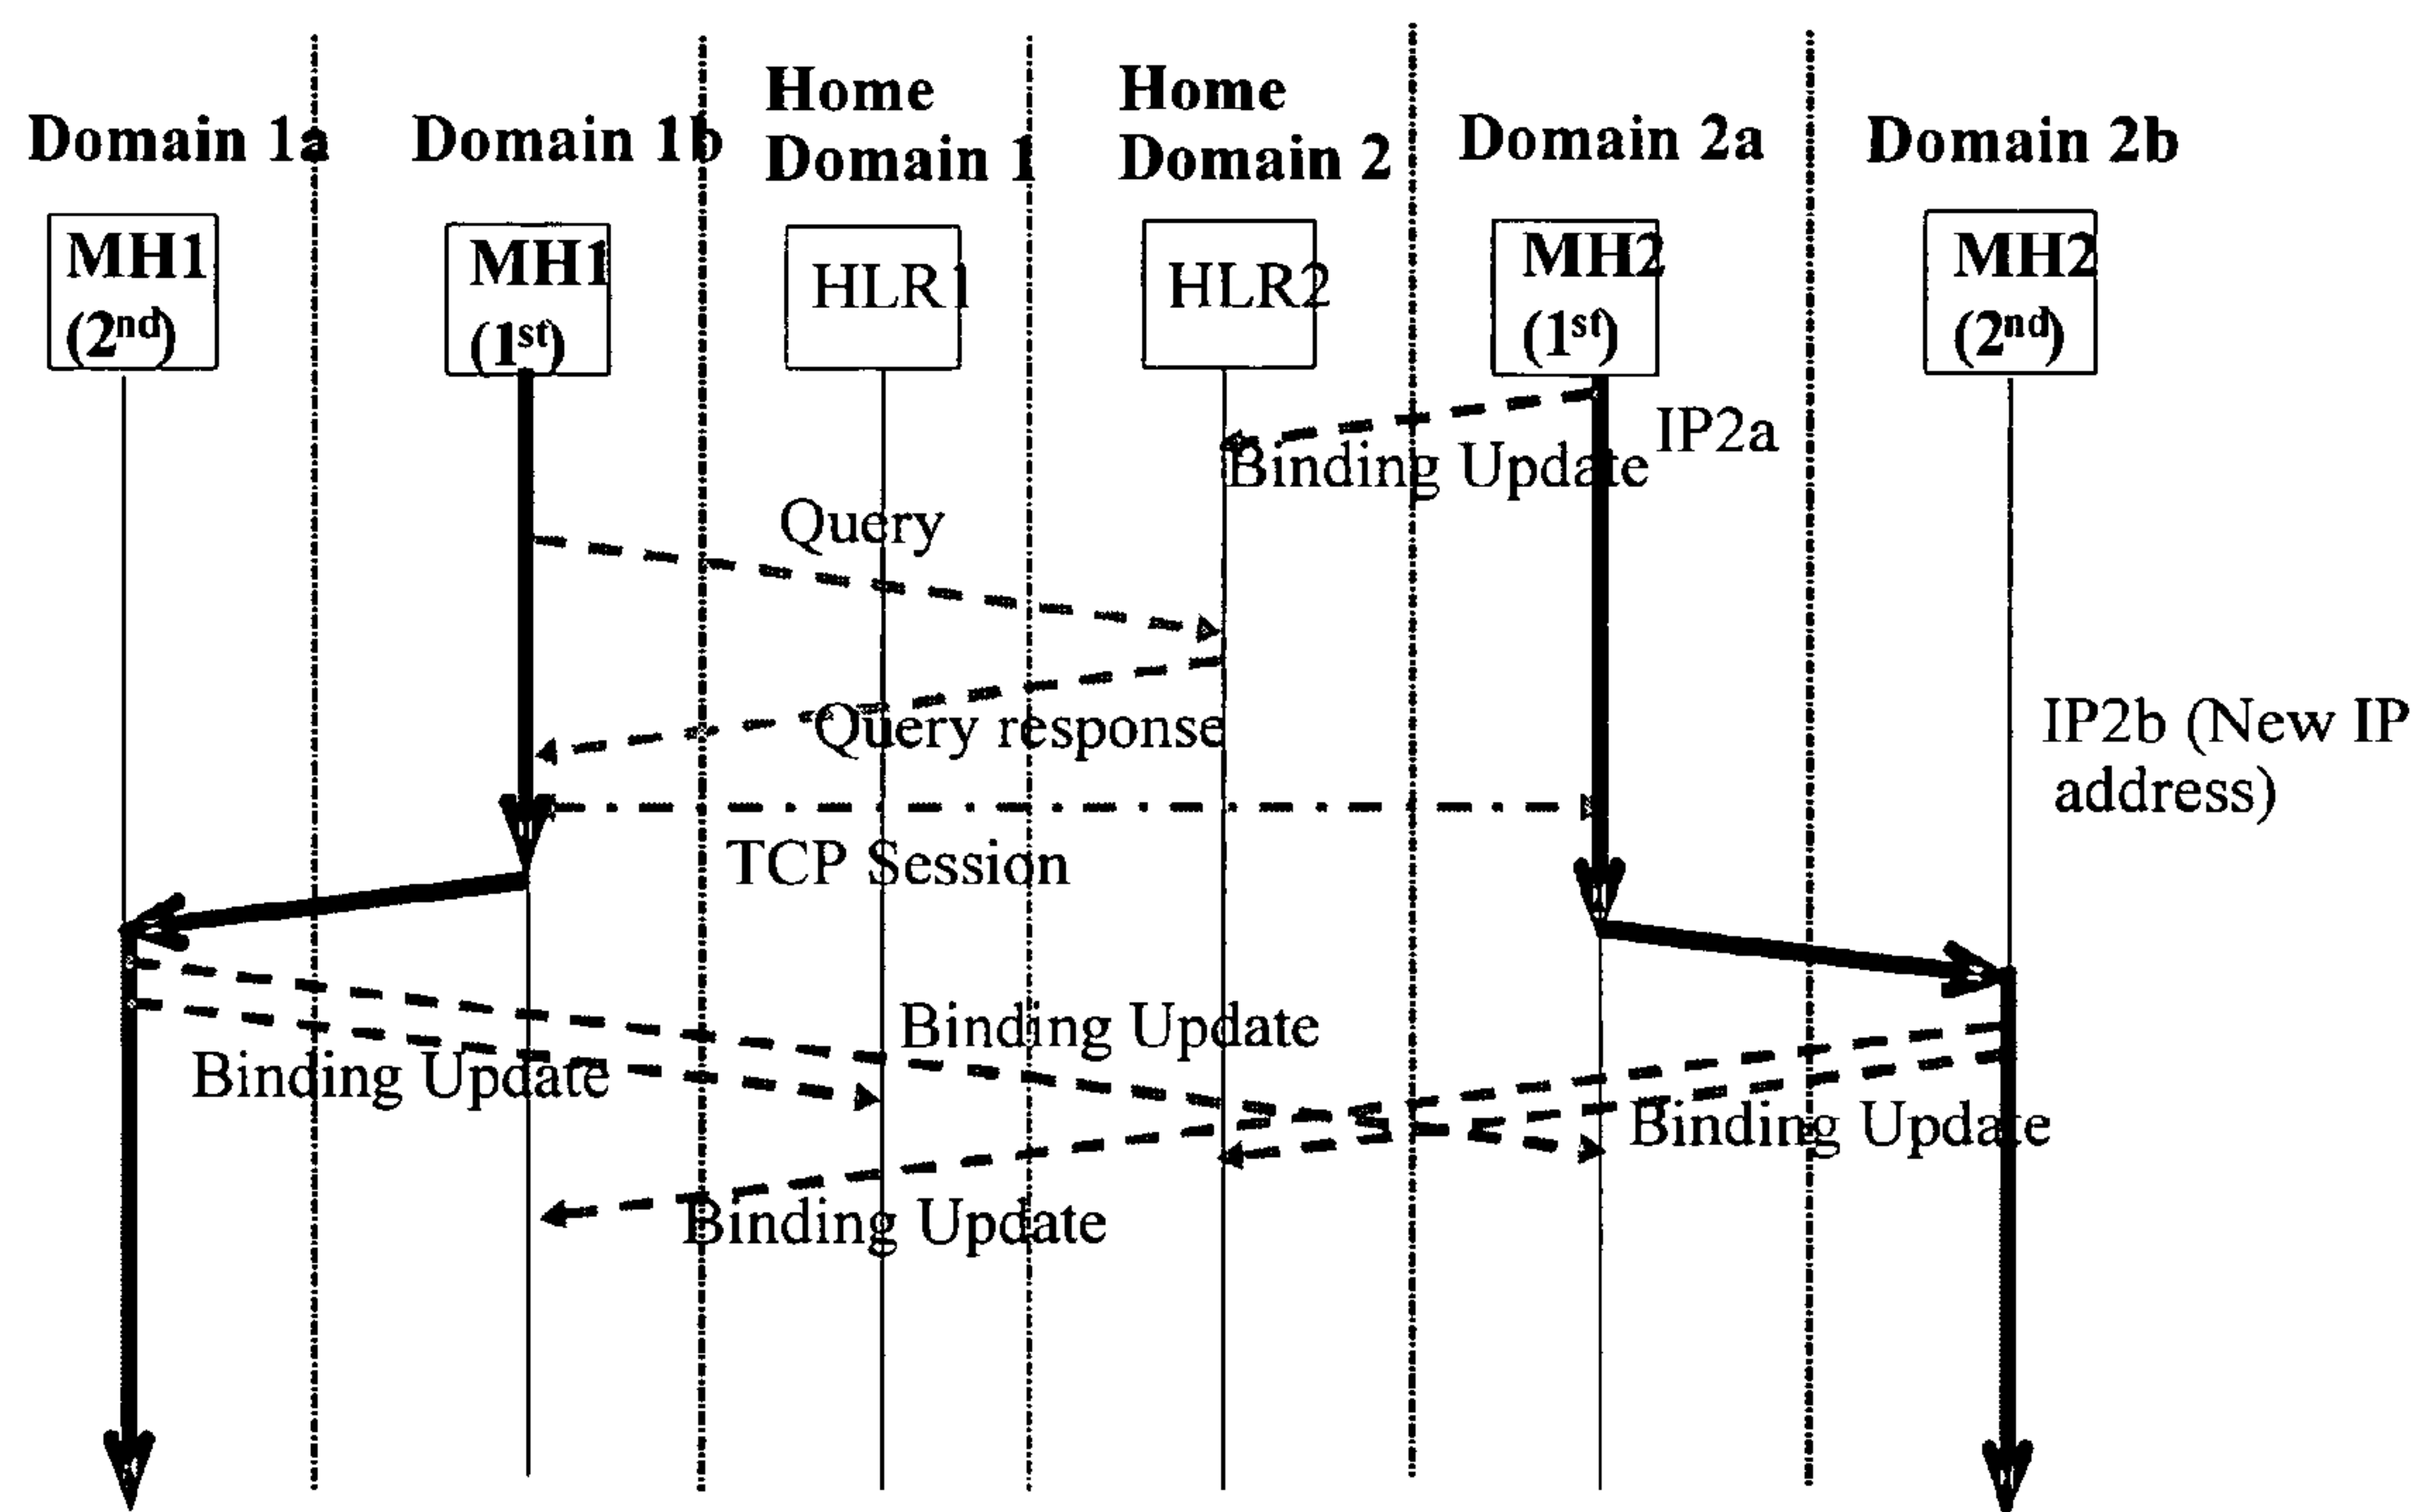 Domain 1a
Domain 1b
Home
Domain 1
Home
Domain 2
Domain 2a
Domain 2b
MH1
(2nd)
MH1
(1st)
HLR1
HLR2
MH2
(1st)
MH2
(2nd)
IP2a
Binding Update
Query
Query response
IP2b (New IP
address)
TCP Session
Binding Update
Binding Update
Binding Update
Binding Update